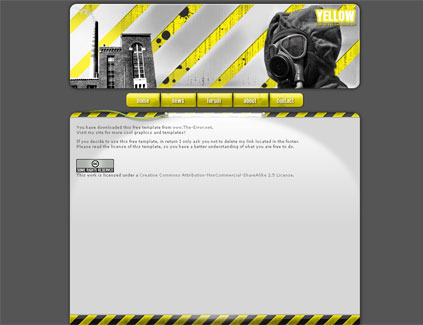 YELLOW
home
news
forum
about
contact
You have downloaded this free template from www.The-Error.net.
Visit my site for more cool graphics and templates!
If you decide to use this free template, in return I only ask you not to delete my link located in the footer.
Please read the licence of this template, so you have a better understanding of what you are free to do.
SOME RIGHTS RESERVED
This work is licensed under a Creative Commons Attribution-NonCommercial-ShareAlike 2.5 License.